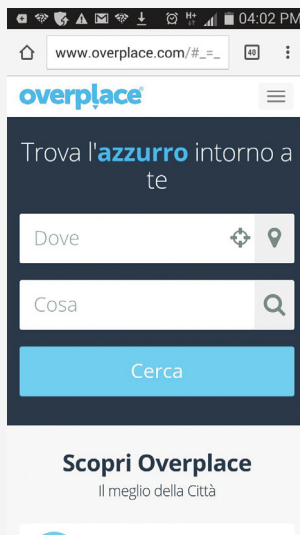 04:02 PM
www.overplace.com/#_=_
40
overplace
Trova l'azzurro intorno a
te
Dove
Cosa
Cerca
Scopri Overplace
Il meglio della Città